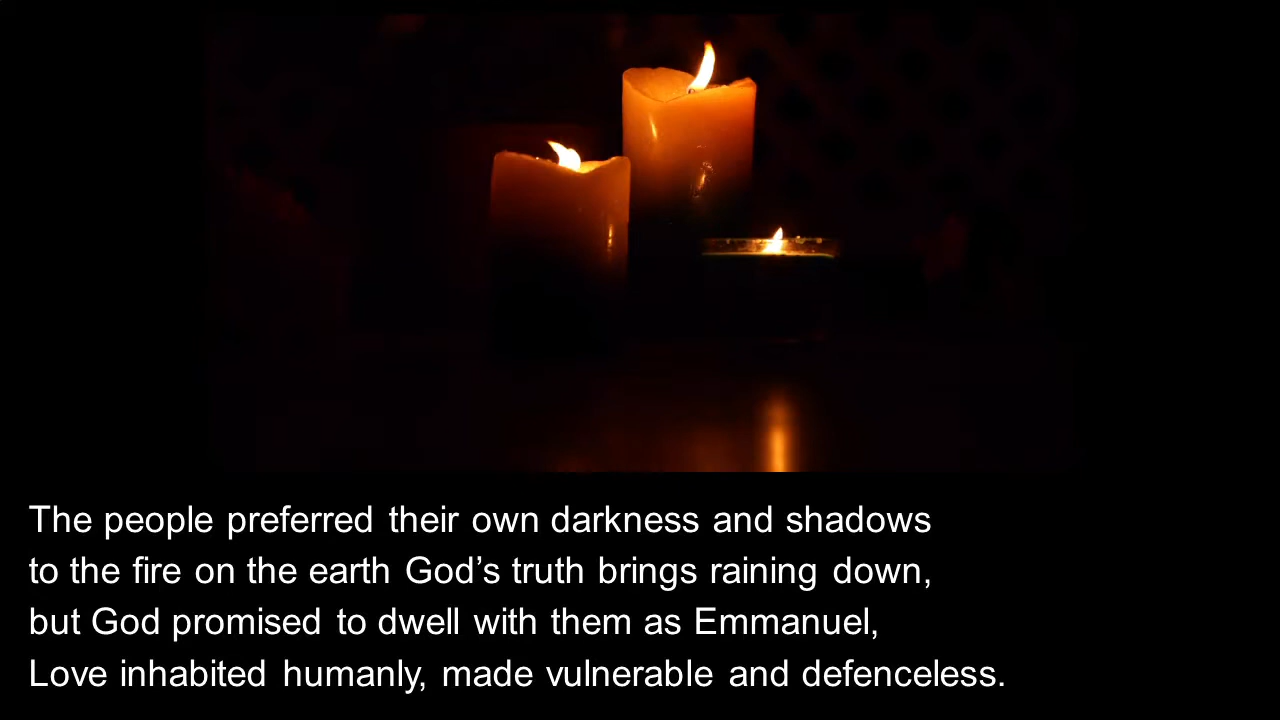 The people preferred their own darkness and shadows
to the fire on the earth God’s truth brings raining down,
but God promised to dwell with them as Emmanuel,
Love inhabited humanly, made vulnerable and defenceless.